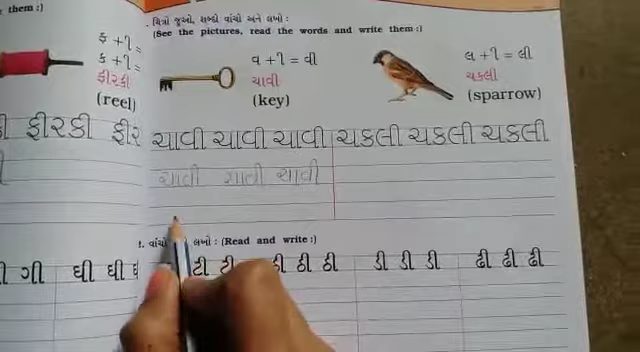 them:)
. ચિત્રો જુઓ, શબ્દો વાંચો અને લખો :
(See the pictures, read the words and write them:)
ફ + ી =
ક + ી =
ફીરકી
(reel)
વ + ી = વી
ચાવી
(key)
લ + ી = લી
ચકલી
(sparrow)
ફીરકી ચાવી ચાવી ચાવી ચકલી ચકલી ચકલી
ચાવી ચાવી ચાવી
લખો : (Read and write:)
ગી ઘી ઘી ટી ઠી ઠી ડી ડી ડી ઢી ઢી ઢી